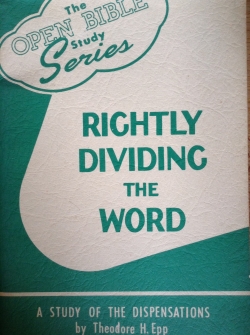 The
OPEN BIBLE
Study
Series
RIGHTLY
DIVIDING
THE
WORD
A STUDY OF THE DISPENSATIONS
by Theodore H. Epp